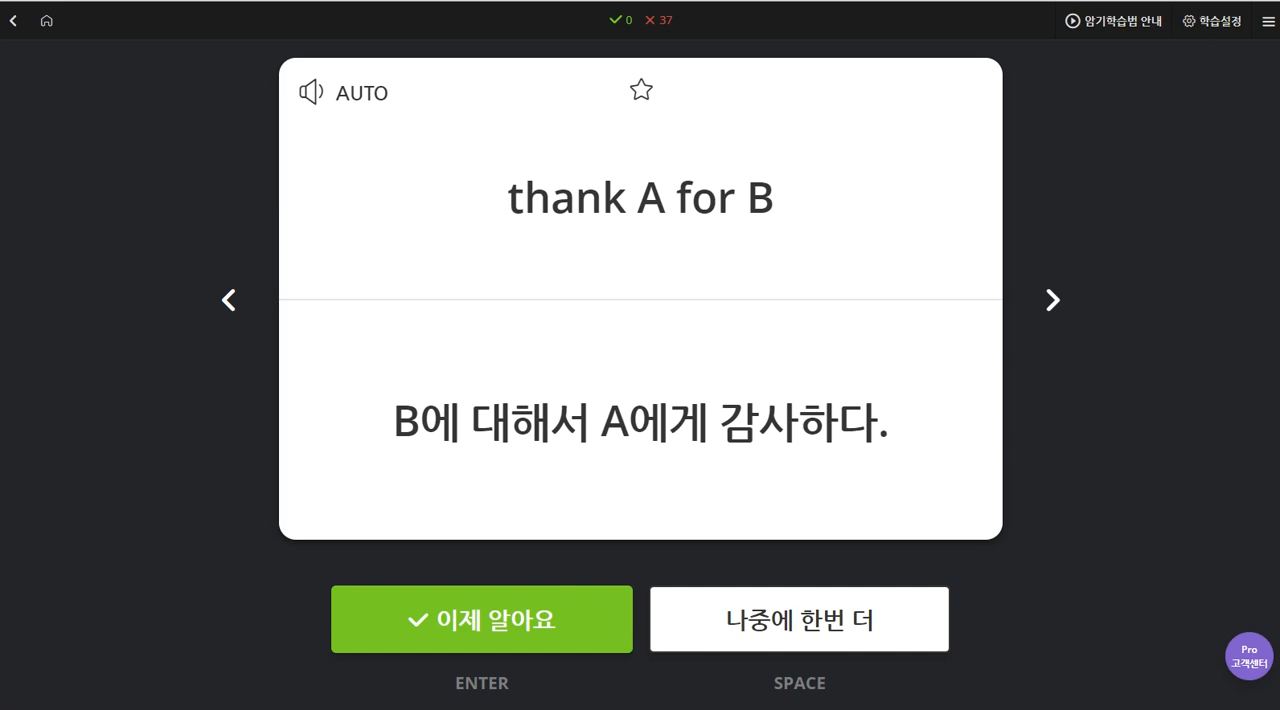 0 37 암기학습법 안내 학습설정
AUTO
thank A for B
B에 대해서 A에게 감사하다.
이제 알아요 나중에 한번 더
ENTER SPACE
Pro
고객센터